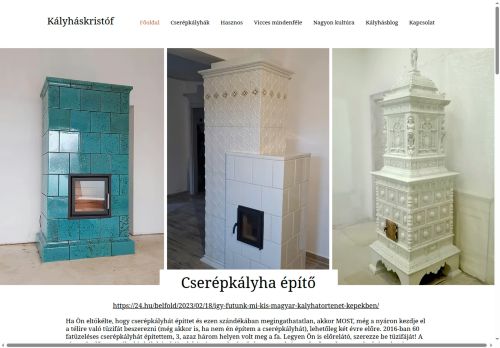 Kályháskristóf
Főoldal Cserépkályhák Hasznos Vicces mindenféle Nagyon kultúra Kályhásblog Kapcsolat
Cserépkályha építő
https://24.hu/belfold/2023/02/18/igy-futunk-mi-kis-magyar-kalyhatortenet-kepekben/
Ha Ön eltökélte, hogy cserépkályhát építtet és ezen szándékában megingathatatlan, akkor MOST, még a nyáron kezdje el
a télire való tűzifát beszerezni (még akkor is, ha nem én építem a cserépkályhát), lehetőleg két évre előre. 2016-ban 60
fatüzeléses cserépkályhát építettem, 3, azaz három helyen volt meg a fa. Legyen Ön is előrelátó, szerezze be tűzifáját! A